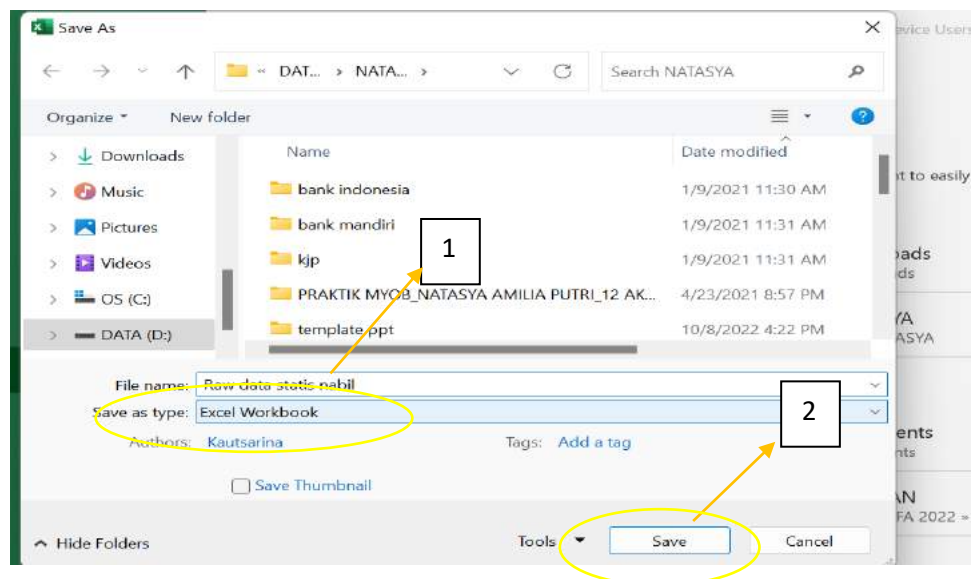 Save As
vice Users
« DAT... › NATA... ›
Search NATASYA
Organize
New folder
Name
Date modified
Downloads
bank indonesia
1/9/2021 11:30 AM
t to easily
Music
bank mandiri
1/9/2021 11:31 AM
Pictures
1
Videos
kjp
1/9/2021 11:31 AM
oads
ds
OS (C:)
PRAKTIK MYOB_NATASYA AMILIA PUTRI_12 AK...
4/23/2021 8:57 PM
YA
ASYA
DATA (D:)
template ppt
10/8/2022 4:22 PM
File name: Raw data statis nabil
Save as type: Excel Workbook
2
Authors: Kautsarina
Tags: Add a tag
ents
nts
Save Thumbnail
AN
FA 2022 »
Hide Folders
Tools
Save
Cancel